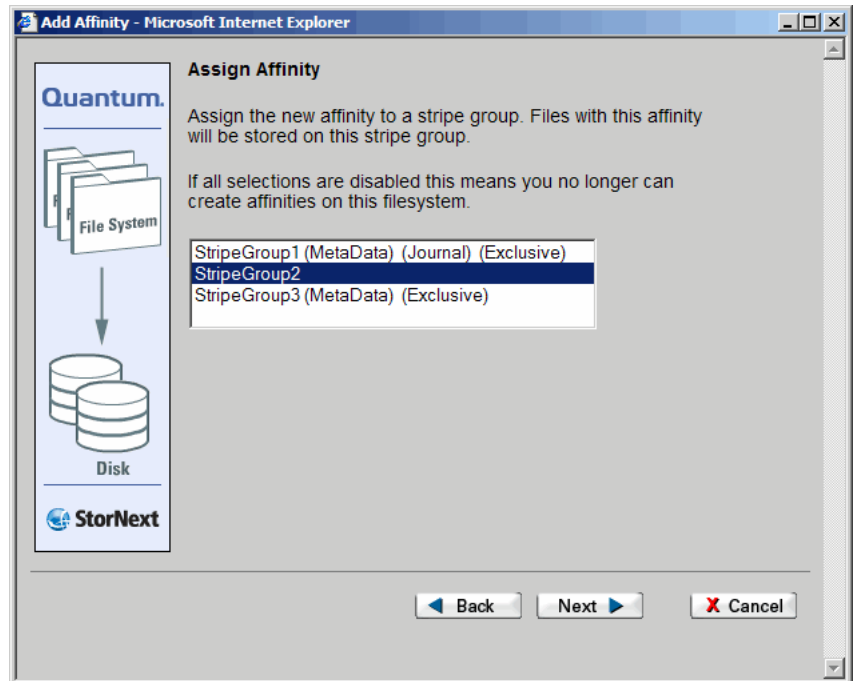 Add Affinity - Microsoft Internet Explorer
Quantum.
File System
Disk
StorNext
Assign Affinity
Assign the new affinity to a stripe group. Files with this affinity
will be stored on this stripe group.
If all selections are disabled this means you no longer can
create affinities on this filesystem.
StripeGroup1 (MetaData) (Journal) (Exclusive)
StripeGroup2
StripeGroup3 (MetaData) (Exclusive)
Back
Next
Cancel